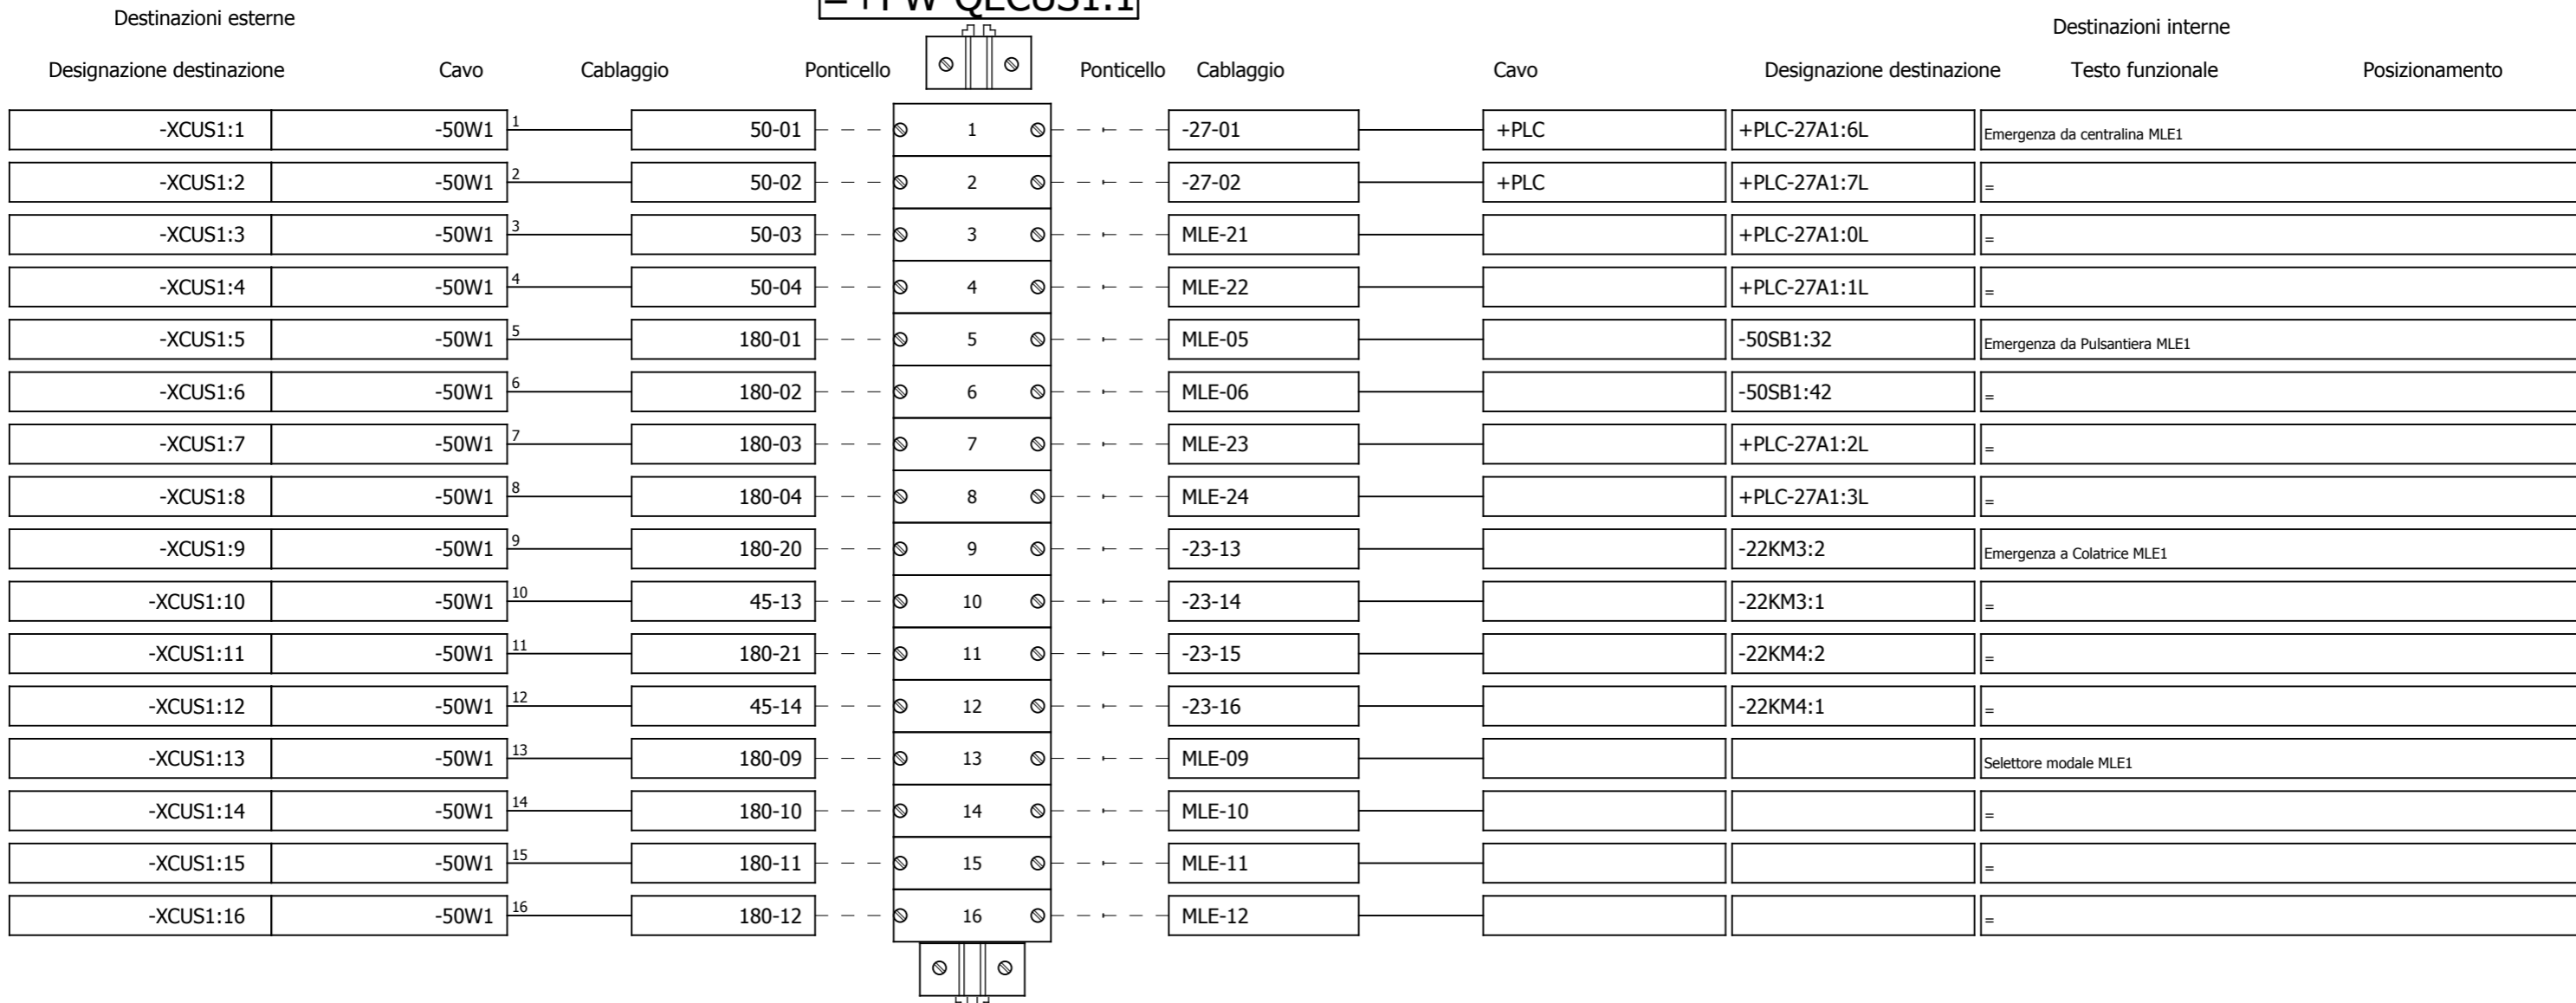 =+PW-QECUS1:1
Destinazioni esterne Destinazioni interne
Designazione destinazione Cavo Cablaggio Ponticello Ponticello Cablaggio Cavo Designazione destinazione Testo funzionale Posizionamento
-XCUS1:1 -50W1 1 50-01 1 -27-01 +PLC +PLC-27A1:6L Emergenza da centralina MLE1
-XCUS1:2 -50W1 2 50-02 2 -27-02 +PLC +PLC-27A1:7L =
-XCUS1:3 -50W1 3 50-03 3 MLE-21 +PLC-27A1:0L =
-XCUS1:4 -50W1 4 50-04 4 MLE-22 +PLC-27A1:1L =
-XCUS1:5 -50W1 5 180-01 5 MLE-05 -50SB1:32 Emergenza da Pulsantiera MLE1
-XCUS1:6 -50W1 6 180-02 6 MLE-06 -50SB1:42 =
-XCUS1:7 -50W1 7 180-03 7 MLE-23 +PLC-27A1:2L =
-XCUS1:8 -50W1 8 180-04 8 MLE-24 +PLC-27A1:3L =
-XCUS1:9 -50W1 9 180-20 9 -23-13 -22KM3:2 Emergenza a Colatrice MLE1
-XCUS1:10 -50W1 10 45-13 10 -23-14 -22KM3:1 =
-XCUS1:11 -50W1 11 180-21 11 -23-15 -22KM4:2 =
-XCUS1:12 -50W1 12 45-14 12 -23-16 -22KM4:1 =
-XCUS1:13 -50W1 13 180-09 13 MLE-09 Selettore modale MLE1
-XCUS1:14 -50W1 14 180-10 14 MLE-10 =
-XCUS1:15 -50W1 15 180-11 15 MLE-11 =
-XCUS1:16 -50W1 16 180-12 16 MLE-12 =